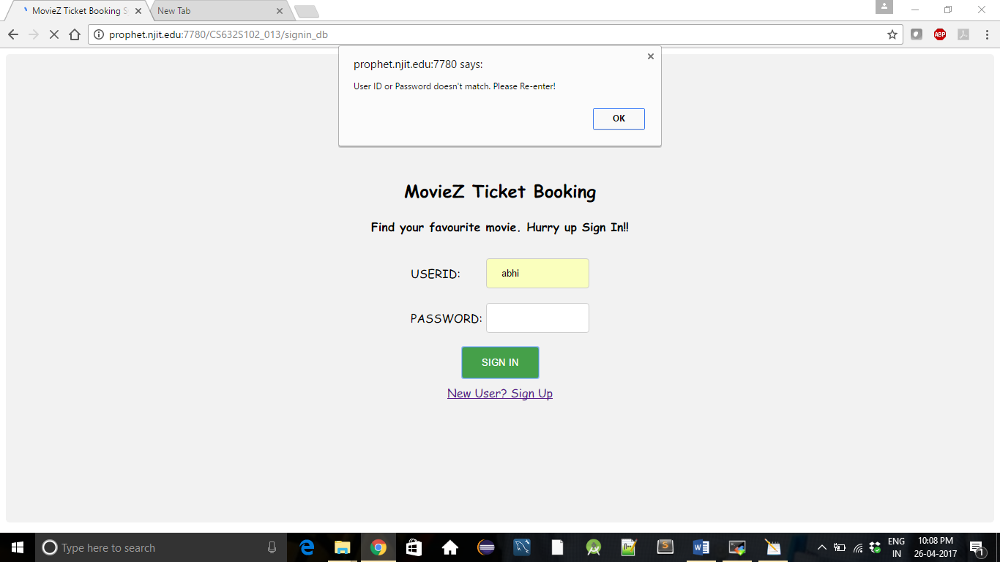 MovieZ Ticket Booking S
New Tab
prophet.njit.edu:7780/CS632S102_013/signin_db
ABP
prophet.njit.edu:7780 says:
User ID or Password doesn't match. Please Re-enter!
OK
MovieZ Ticket Booking
Find your favourite movie. Hurry up Sign In!!
USERID:
abhi
PASSWORD:
SIGN IN
New User? Sign Up
Type here to search
ENG
IN
10:08 PM
26-04-2017
1